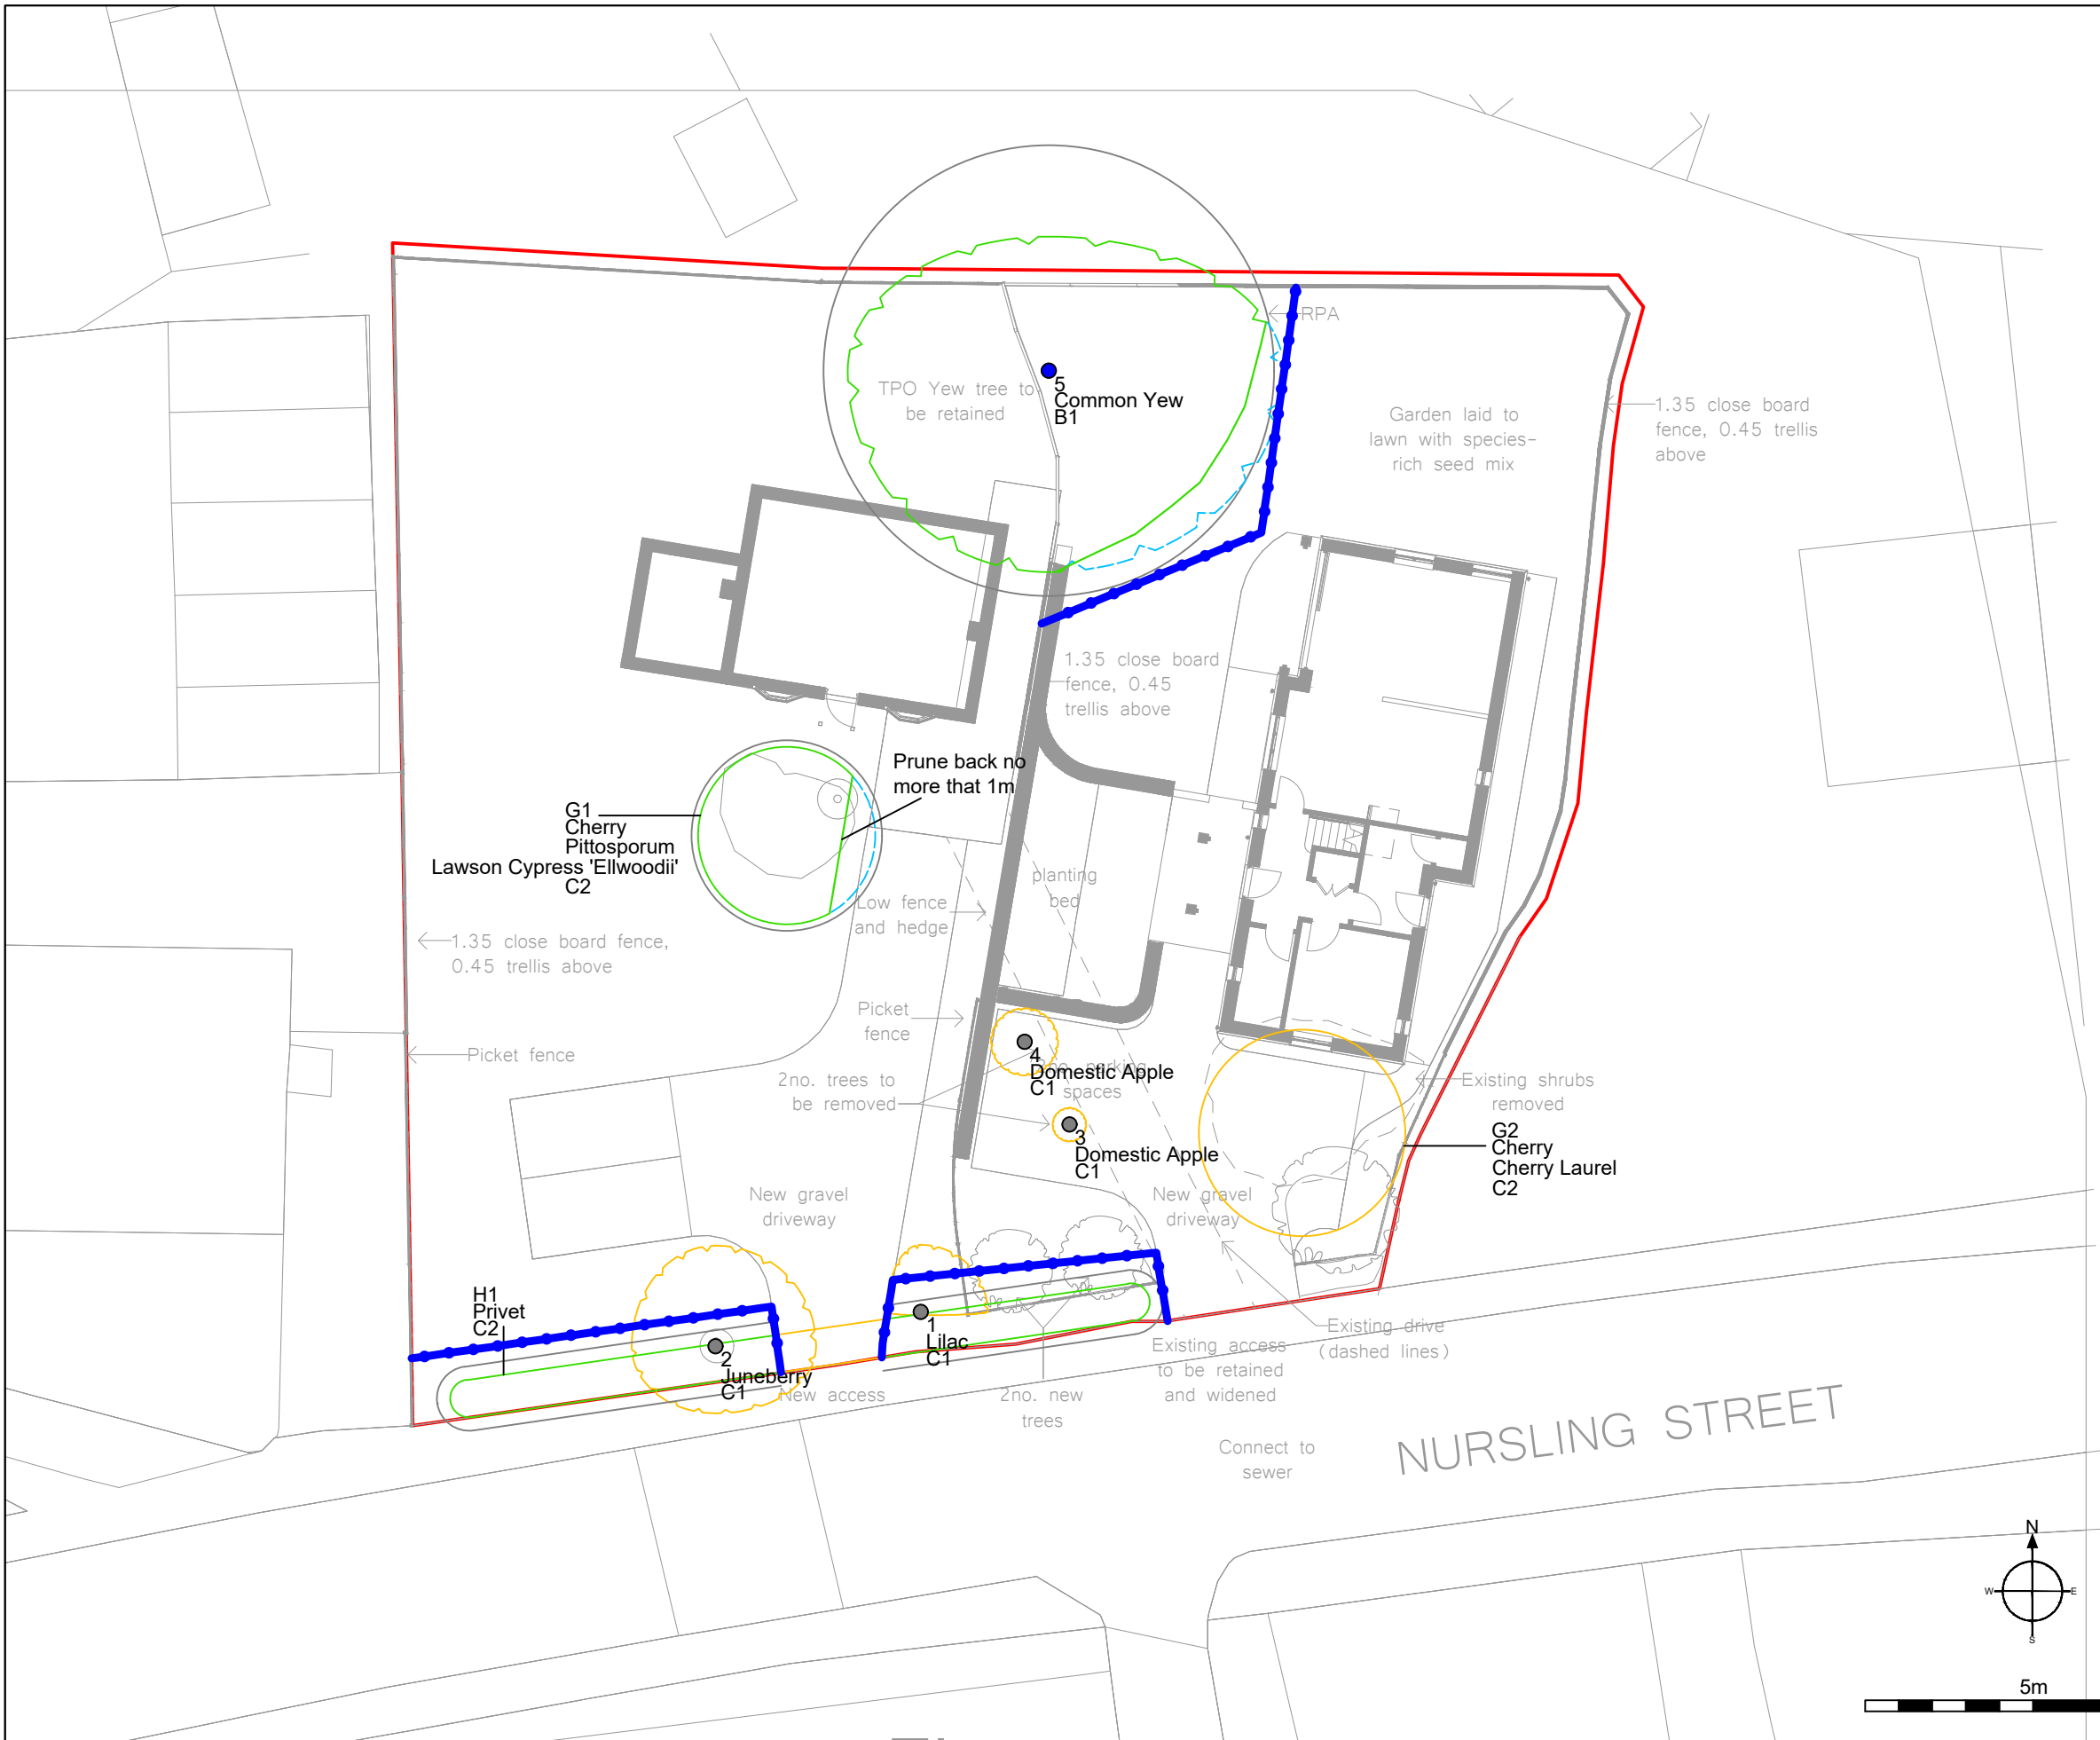 RPA
TPO Yew tree to
be retained
5
Common Yew
B1
Garden laid to
lawn with species-
rich seed mix
1.35 close board
fence, 0.45 trellis
above
1.35 close board
fence, 0.45
trellis above
Prune back no
more that 1m
G1
Cherry
Pittosporum
Lawson Cypress 'Ellwoodii'
C2
planting
bed
Low fence
and hedge
1.35 close board fence,
0.45 trellis above
Picket
fence
Picket fence
2no. trees to
be removed
4
Domestic Apple
C1
2no. parking
spaces
3
Domestic Apple
C1
Existing shrubs
removed
G2
Cherry
Cherry Laurel
C2
New gravel
driveway
New gravel
driveway
H1
Privet
C2
2
Juneberry
C1
1
Lilac
C1
New access
2no. new
trees
Existing access
to be retained
and widened
Existing drive
(dashed lines)
Connect to
sewer
NURSLING STREET
N
W
E
S
5m